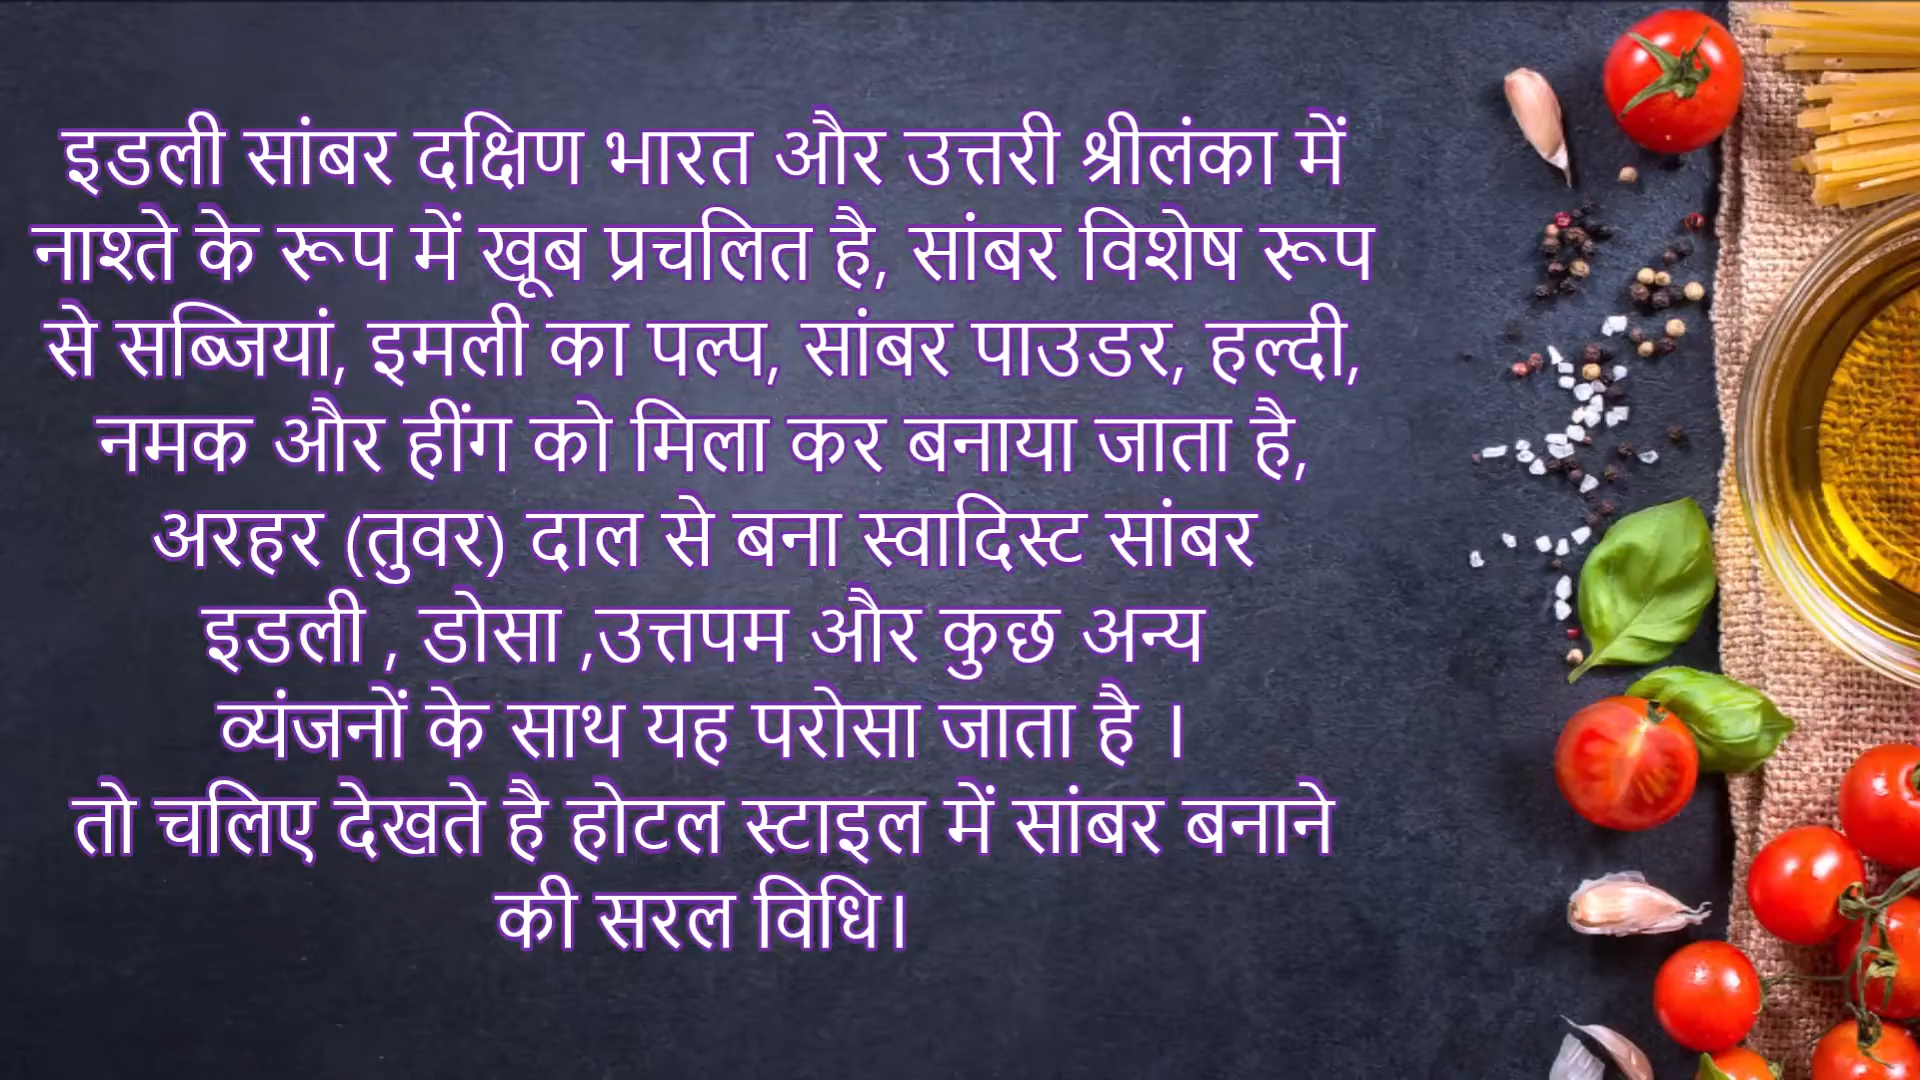 इडली सांबर दक्षिण भारत और उत्तरी श्रीलंका में
नाश्ते के रूप में खूब प्रचलित है, सांबर विशेष रूप
से सब्जियां, इमली का पल्प, सांबर पाउडर, हल्दी,
नमक और हींग को मिला कर बनाया जाता है,
अरहर (तुवर) दाल से बना स्वादिस्ट सांबर
इडली , डोसा ,उत्तपम और कुछ अन्य
व्यंजनों के साथ यह परोसा जाता है ।
तो चलिए देखते है होटल स्टाइल में सांबर बनाने
की सरल विधि।